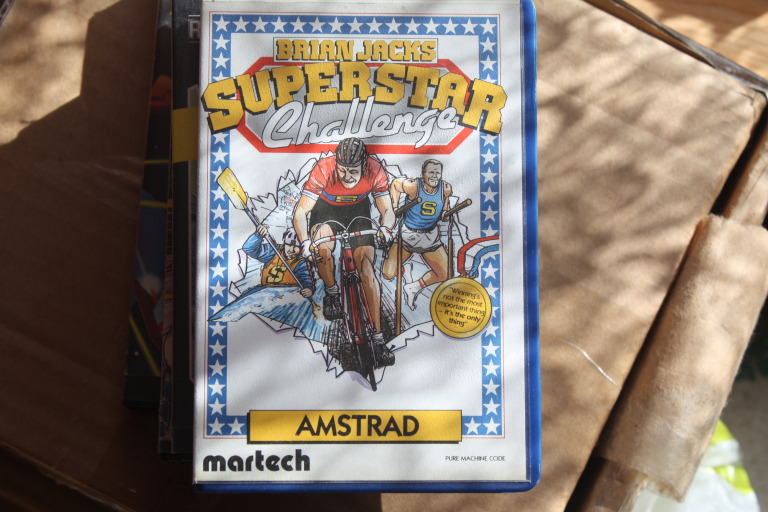 BRIAN JACKS
SUPERSTAR
Challenge
S
S
"Winning's
not the most
important thing
– it's the only
thing"
AMSTRAD
martech
PURE MACHINE CODE